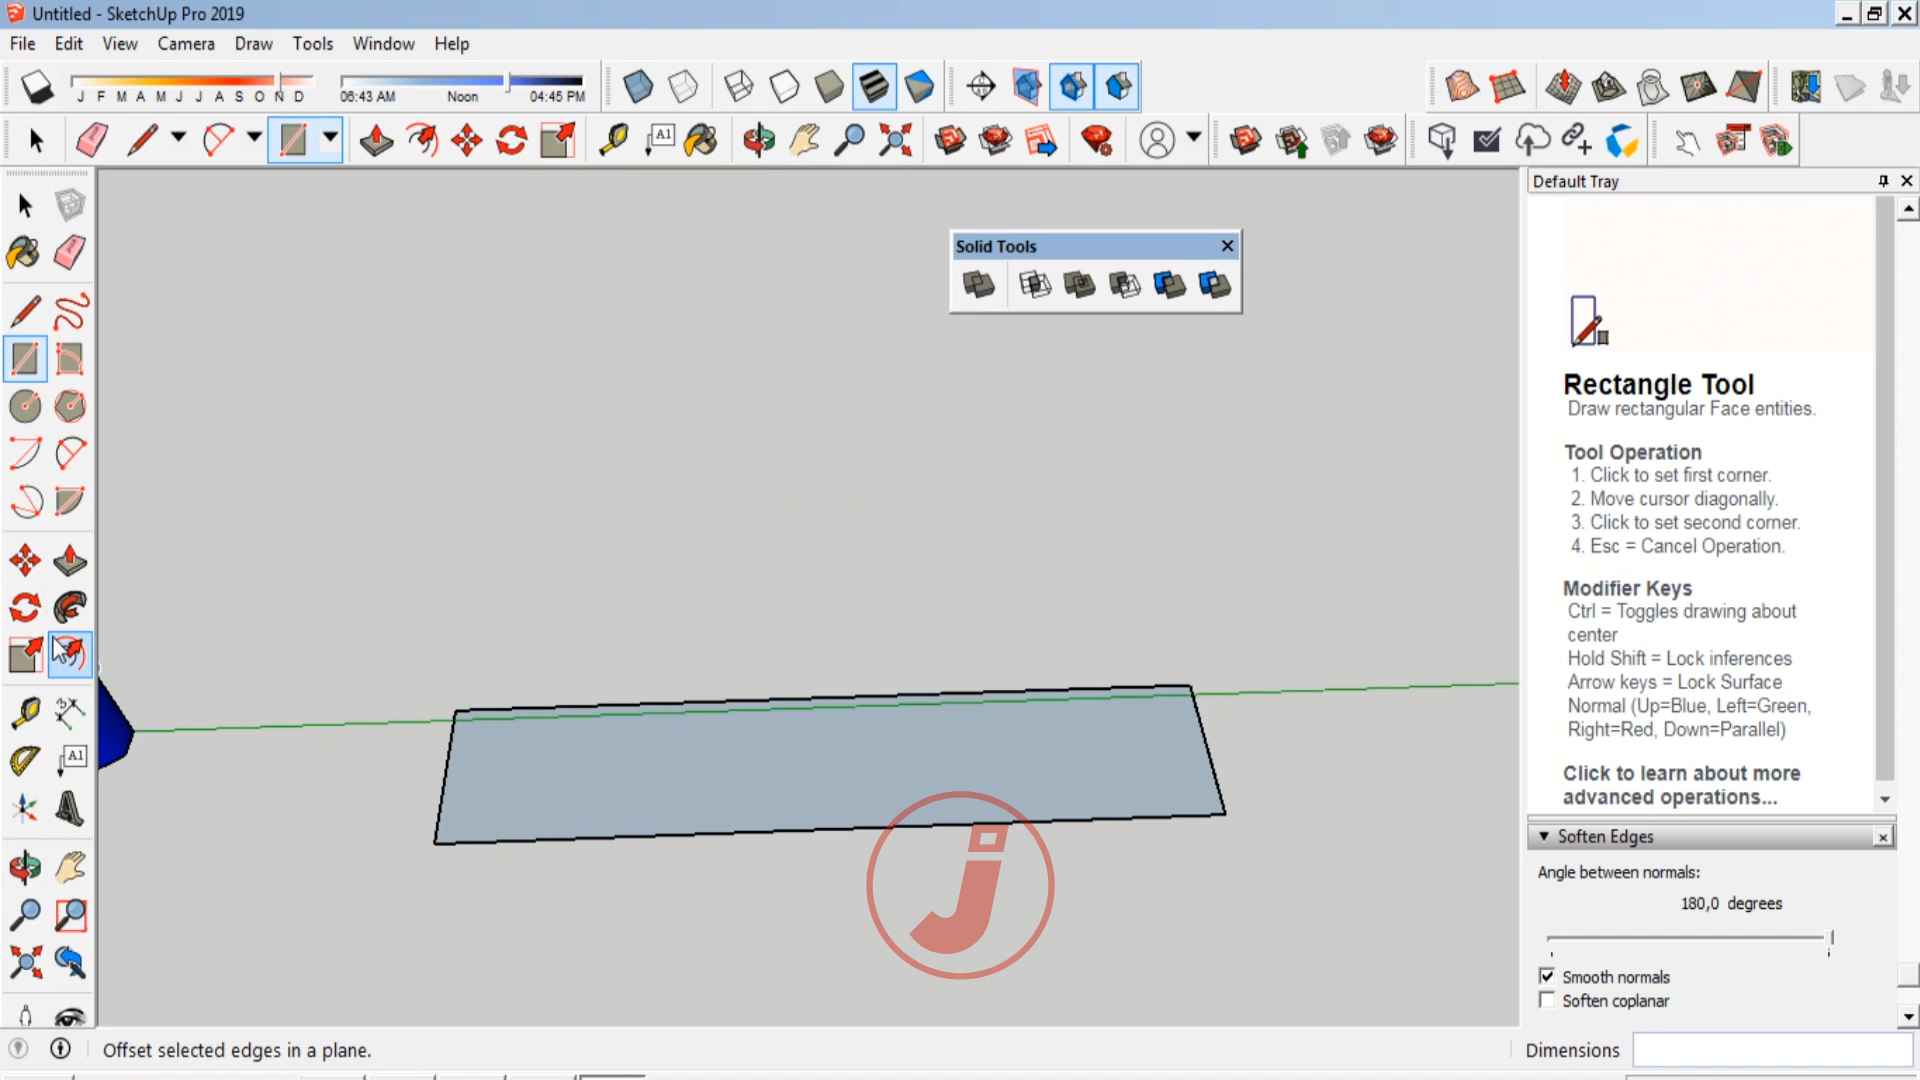 Untitled - SketchUp Pro 2019
File Edit View Camera Draw Tools Window Help
J F M A M J J A S O N D
06:43 AM Noon 04:45 PM
A1
Default Tray
Solid Tools
Rectangle Tool
Draw rectangular Face entities.
Tool Operation
1. Click to set first corner.
2. Move cursor diagonally.
3. Click to set second corner.
4. Esc = Cancel Operation.
Modifier Keys
Ctrl = Toggles drawing about
center
Hold Shift = Lock inferences
Arrow keys = Lock Surface
Normal (Up=Blue, Left=Green,
Right=Red, Down=Parallel)
Click to learn about more
advanced operations...
A1
Soften Edges
Angle between normals:
180,0 degrees
Smooth normals
Soften coplanar
Offset selected edges in a plane.
Dimensions